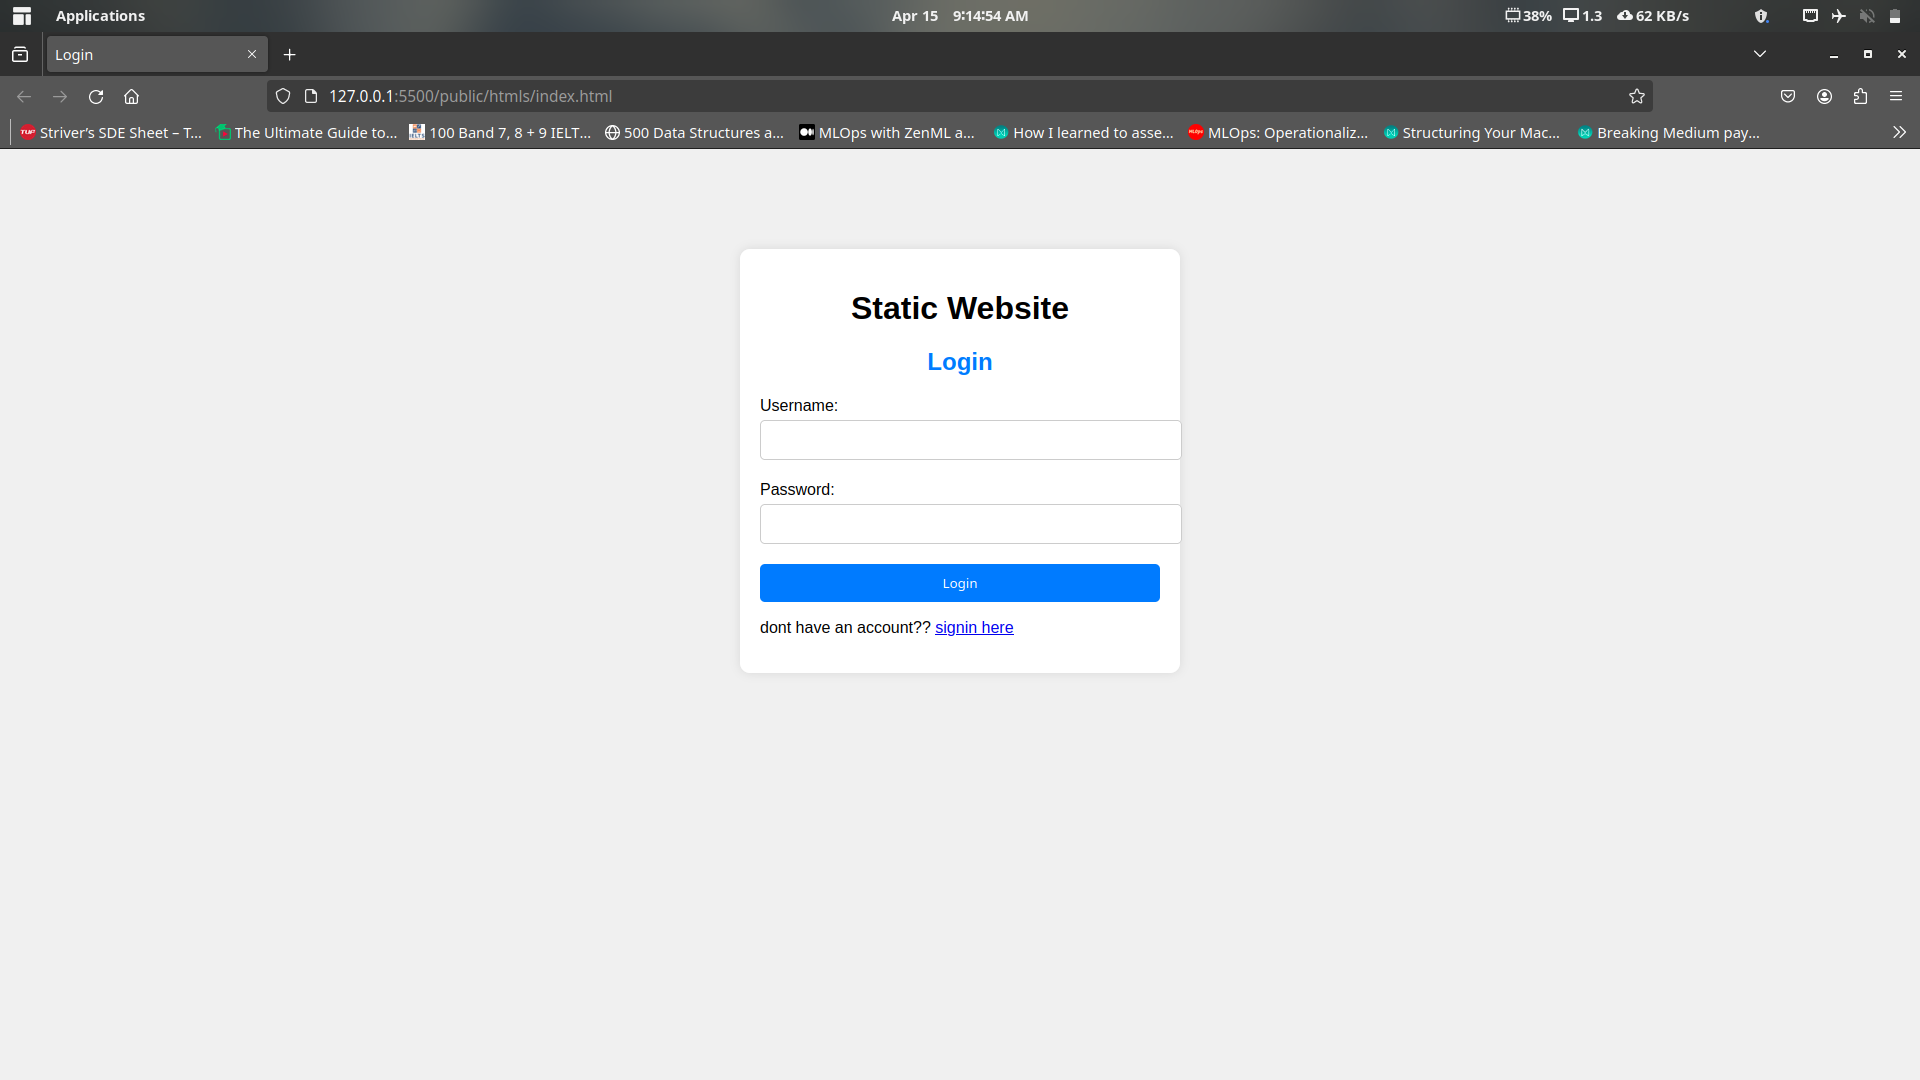 Applications
Apr 15 9:14:54 AM
38% 1.3 62 KB/s
Login
127.0.0.1:5500/public/htmls/index.html
Striver’s SDE Sheet – T... The Ultimate Guide to... 100 Band 7, 8 + 9 IELT... 500 Data Structures a... MLOps with ZenML a... How I learned to asse... MLOps: Operationaliz... Structuring Your Mac... Breaking Medium pay...
Static Website
Login
Username:
Password:
Login
dont have an account?? signin here